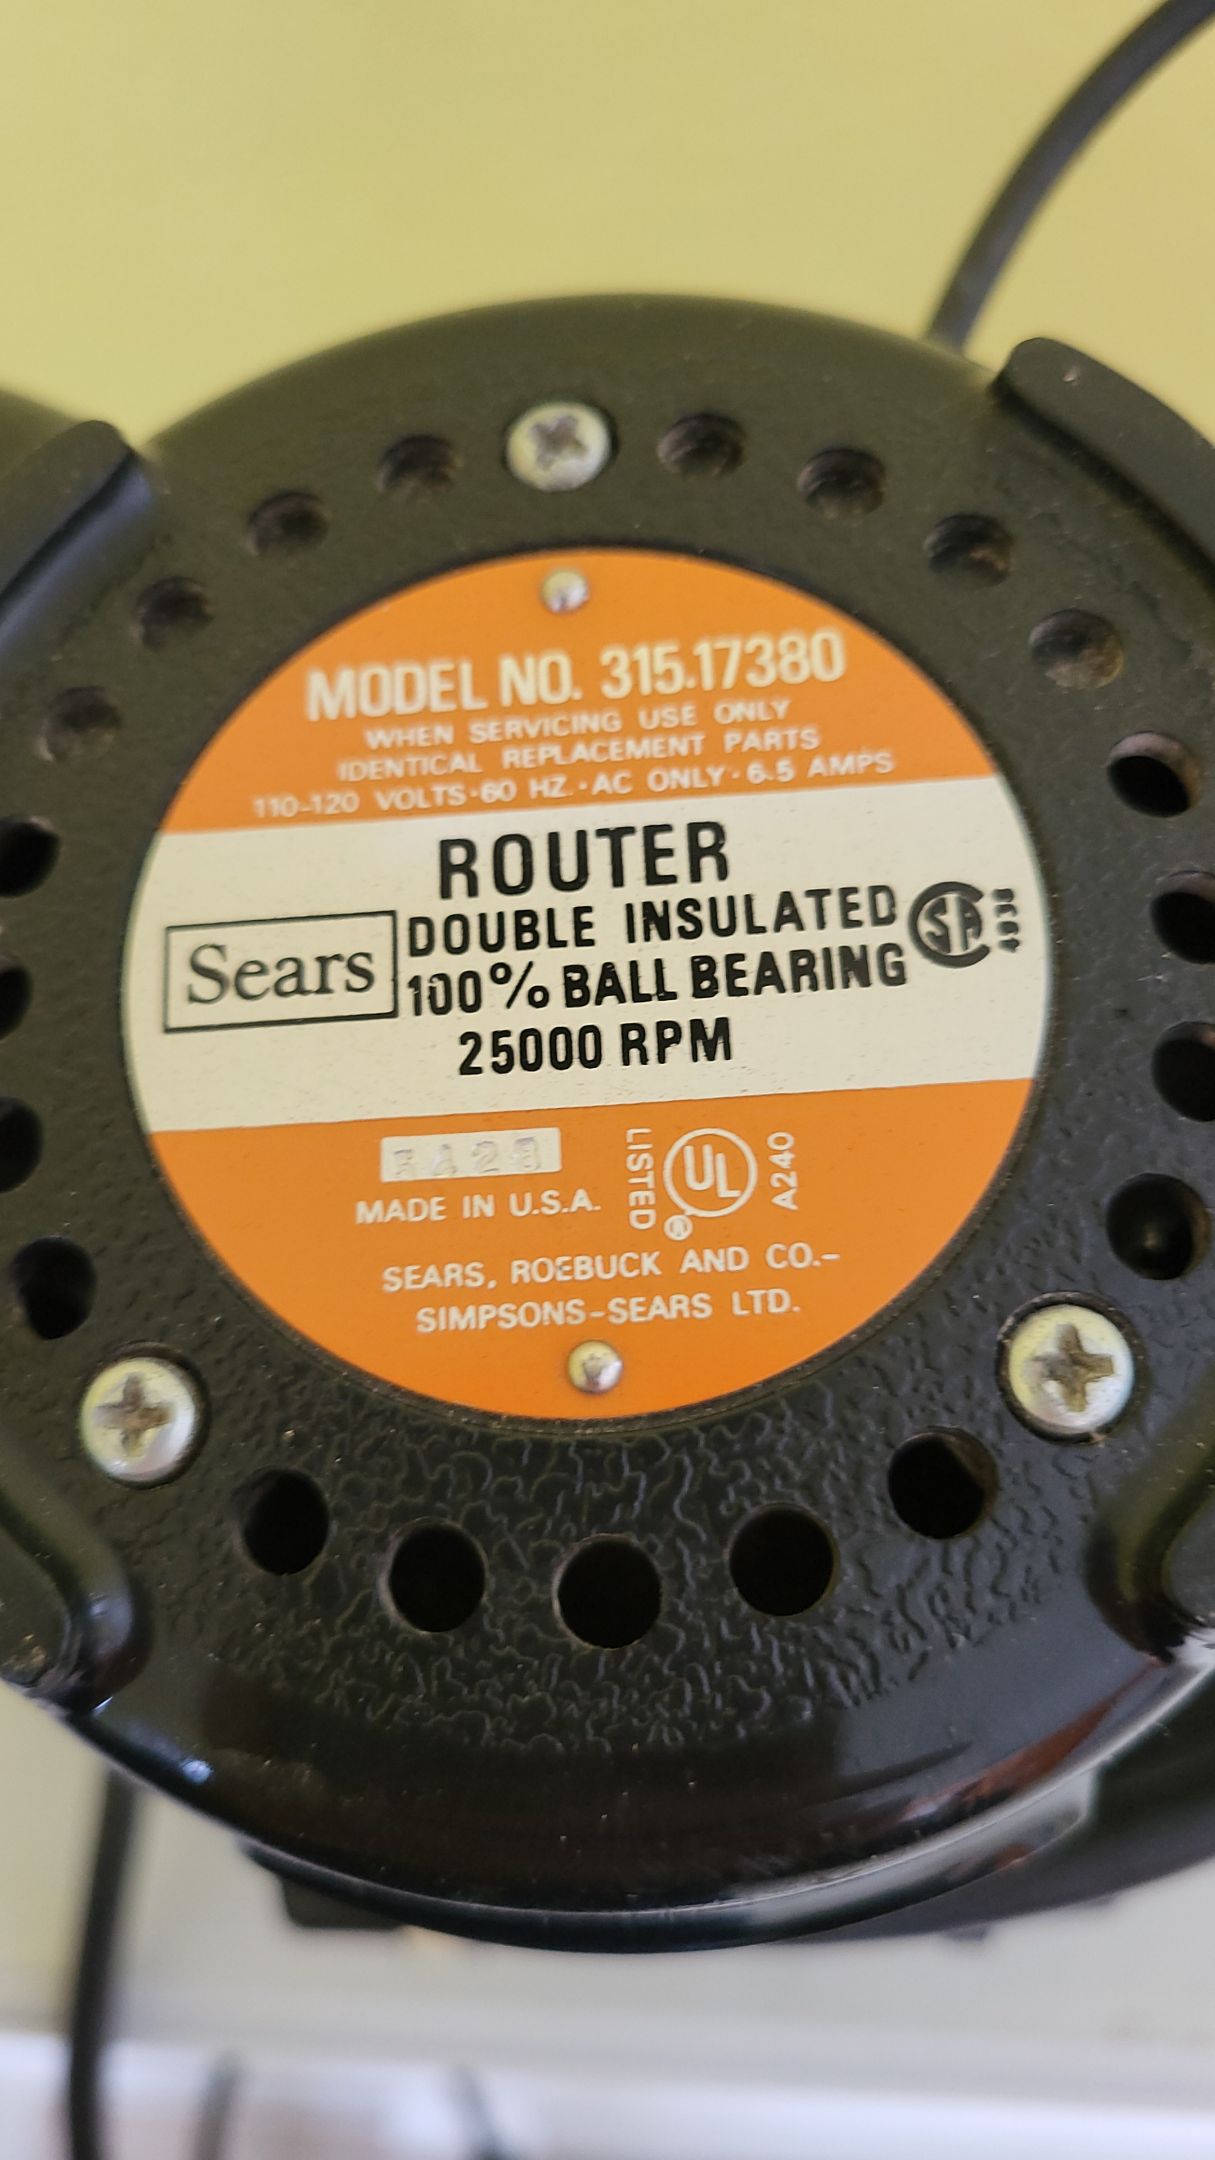 MODEL NO. 315.17380
WHEN SERVICING USE ONLY
IDENTICAL REPLACEMENT PARTS
110-120 VOLTS·60 HZ.·AC ONLY·6.5 AMPS
ROUTER
Sears
DOUBLE INSULATED
100% BALL BEARING
25000 RPM
LISTED
UL
A240
MADE IN U.S.A.
SEARS, ROEBUCK AND CO.-
SIMPSONS-SEARS LTD.